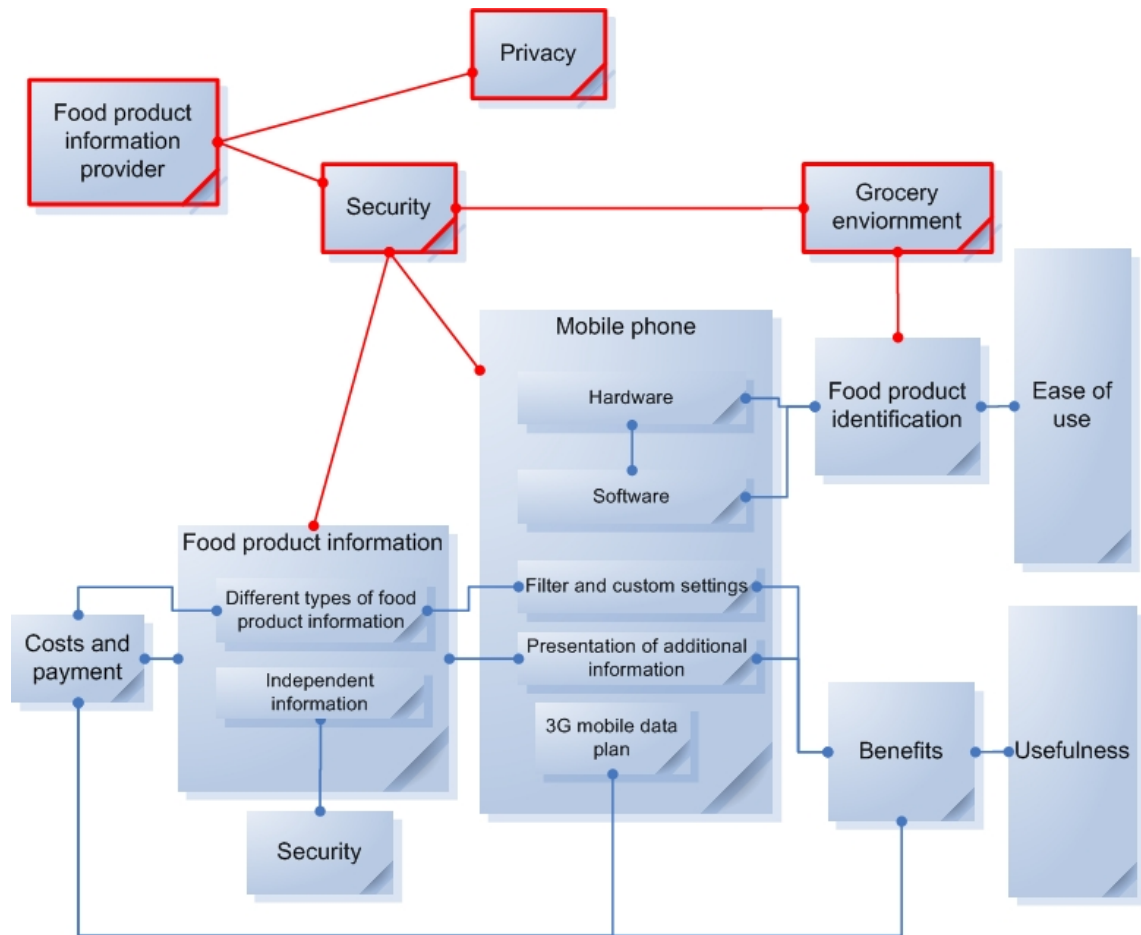 Privacy
Food product
information
provider
Security
Grocery
enviornment
Mobile phone
Hardware
Food product
identification
Ease of
use
Software
Food product information
Different types of food
product information
Filter and custom settings
Costs and
payment
Presentation of additional
information
Independent
information
3G mobile data
plan
Benefits
Usefulness
Security